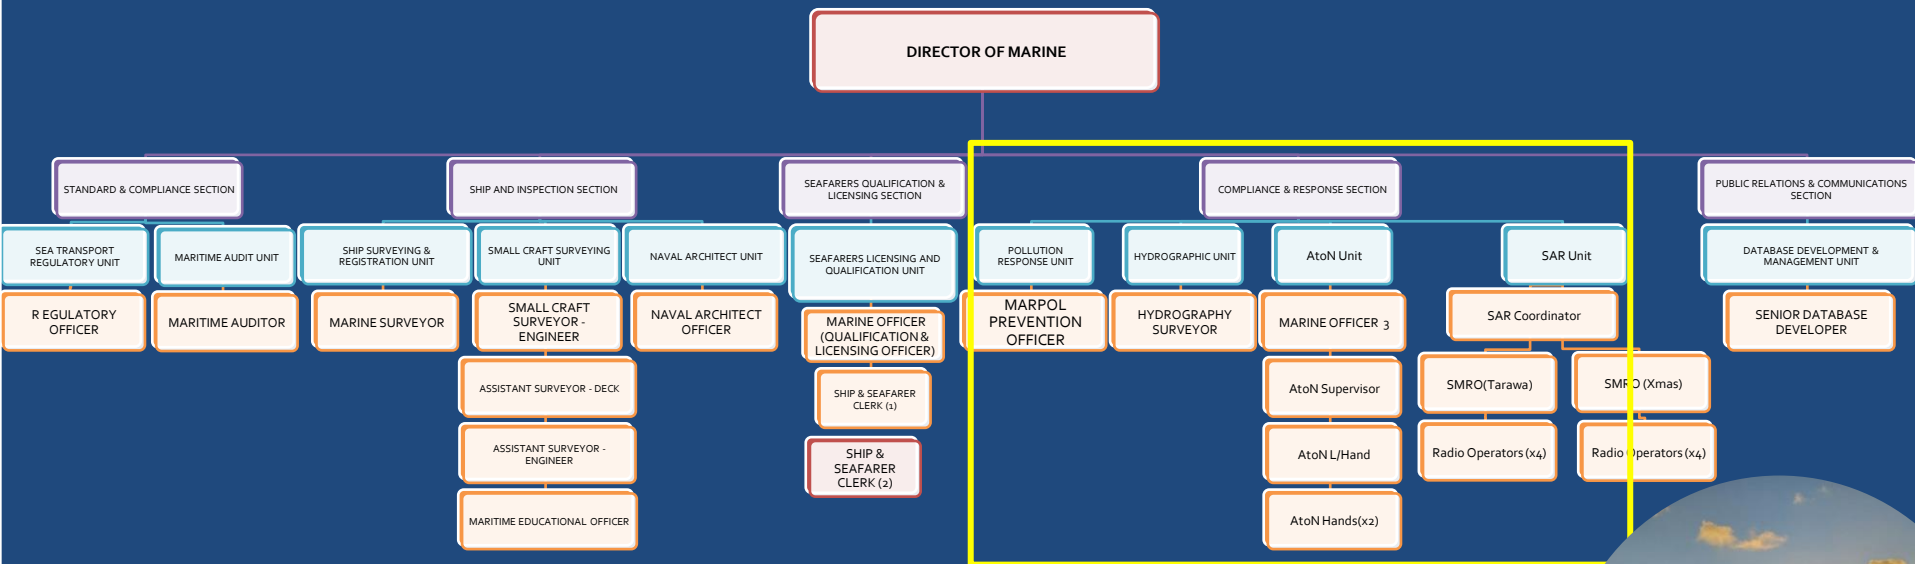 DIRECTOR OF MARINE
STANDARD & COMPLIANCE SECTION
SHIP AND INSPECTION SECTION
SEAFARERS QUALIFICATION &
LICENSING SECTION
COMPLIANCE & RESPONSE SECTION
PUBLIC RELATIONS & COMMUNICATIONS
SECTION
SEA TRANSPORT
REGULATORY UNIT
MARITIME AUDIT UNIT
SHIP SURVEYING &
REGISTRATION UNIT
SMALL CRAFT SURVEYING
UNIT
NAVAL ARCHITECT UNIT
SEAFARERS LICENSING AND
QUALIFICATION UNIT
POLLUTION
RESPONSE UNIT
HYDROGRAPHIC UNIT
AtoN Unit
SAR Unit
DATABASE DEVELOPMENT &
MANAGEMENT UNIT
R EGULATORY
OFFICER
MARITIME AUDITOR
MARINE SURVEYOR
SMALL CRAFT
SURVEYOR -
ENGINEER
NAVAL ARCHITECT
OFFICER
MARINE OFFICER
(QUALIFICATION &
LICENSING OFFICER)
MARPOL
PREVENTION
OFFICER
HYDROGRAPHY
SURVEYOR
MARINE OFFICER 3
SAR Coordinator
SENIOR DATABASE
DEVELOPER
ASSISTANT SURVEYOR - DECK
SHIP & SEAFARER
CLERK (1)
AtoN Supervisor
SMRO(Tarawa)
SMRO (Xmas)
ASSISTANT SURVEYOR -
ENGINEER
SHIP &
SEAFARER
CLERK (2)
AtoN L/Hand
Radio Operators (x4)
Radio Operators (x4)
MARITIME EDUCATIONAL OFFICER
AtoN Hands(x2)